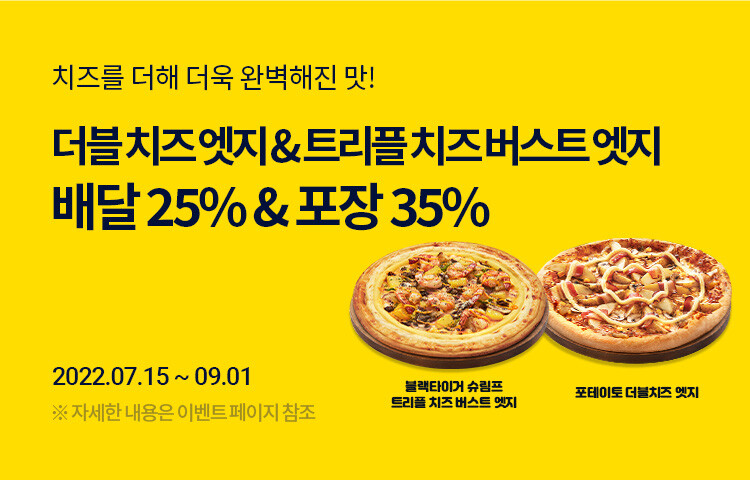 치즈를 더해 더욱 완벽해진 맛!
더블 치즈 엣지 & 트리플 치즈 버스트 엣지
배달 25% & 포장 35%
2022.07.15 ~ 09.01
※ 자세한 내용은 이벤트 페이지 참조
블랙타이거 슈림프
트리플 치즈 버스트 엣지
포테이토 더블치즈 엣지